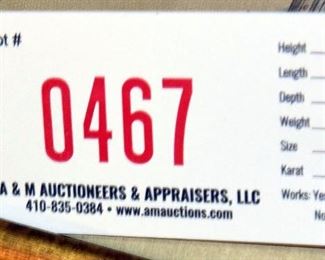 ot #
0467
A & M AUCTIONEERS & APPRAISERS, LLC
410-835-0384 • www.amauctions.com
Height
Length
Depth
Weight
Size
Karat
Works: Yes
No